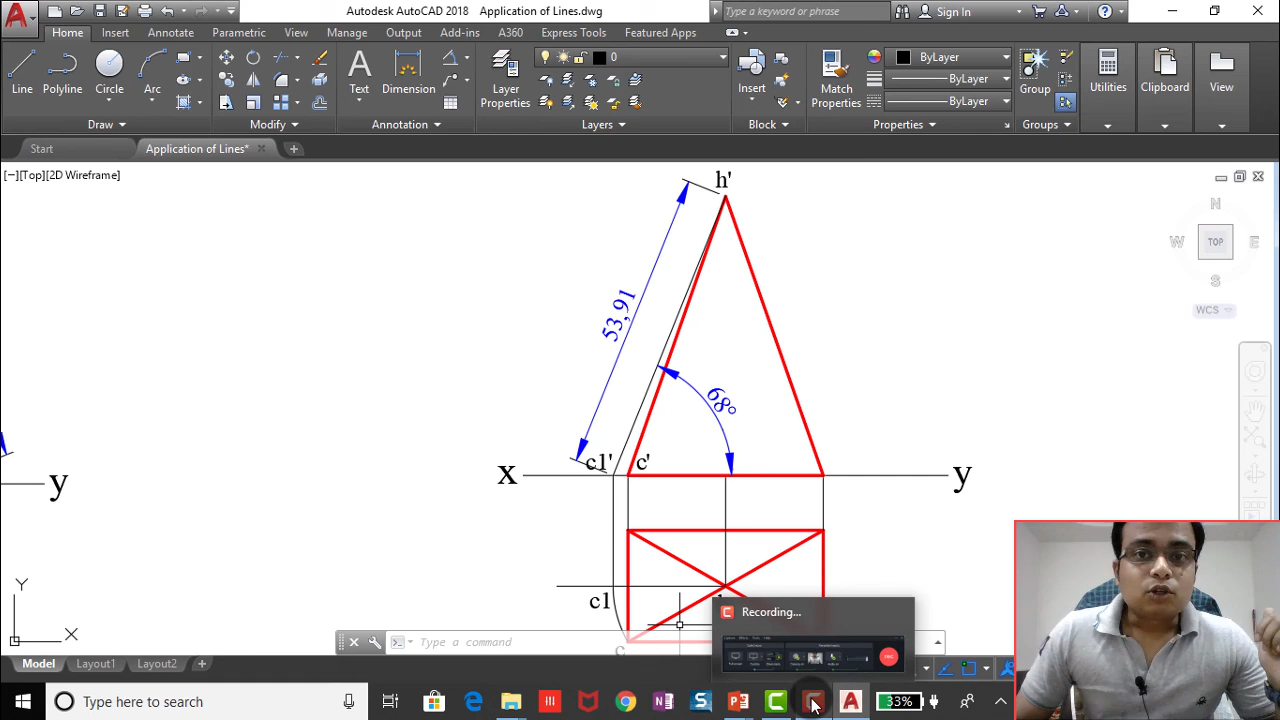 Autodesk AutoCAD 2018 Application of Lines.dwg
Type a keyword or phrase
Sign In
Home Insert Annotate Parametric View Manage Output Add-ins A360 Express Tools Featured Apps
0
ByLayer
ByLayer
ByLayer
Line Polyline Circle Arc
Text Dimension
Layer Properties
Insert
Match Properties
Group
Utilities
Clipboard
View
Draw Modify Annotation Layers Block Properties Groups
Start Application of Lines*
[−][Top][2D Wireframe]
h'
N
W TOP E
S
WCS
53,91
68°
c1' c'
x y
y
c1
c
Y
X
Recording...
REC
Type a command
Model Layout1 Layout2
Type here to search
33%